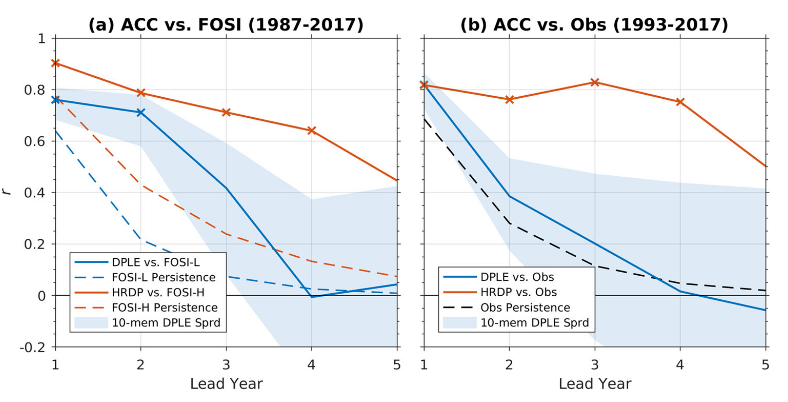 (a) ACC vs. FOSI (1987-2017)
1
0.8
0.6
0.4
0.2
0
-0.2
r
DPLE vs. FOSI-L
FOSI-L Persistence
HRDP vs. FOSI-H
FOSI-H Persistence
10-mem DPLE Sprd
1 2 3 4 5
Lead Year
(b) ACC vs. Obs (1993-2017)
DPLE vs. Obs
HRDP vs. Obs
Obs Persistence
10-mem DPLE Sprd
1 2 3 4 5
Lead Year